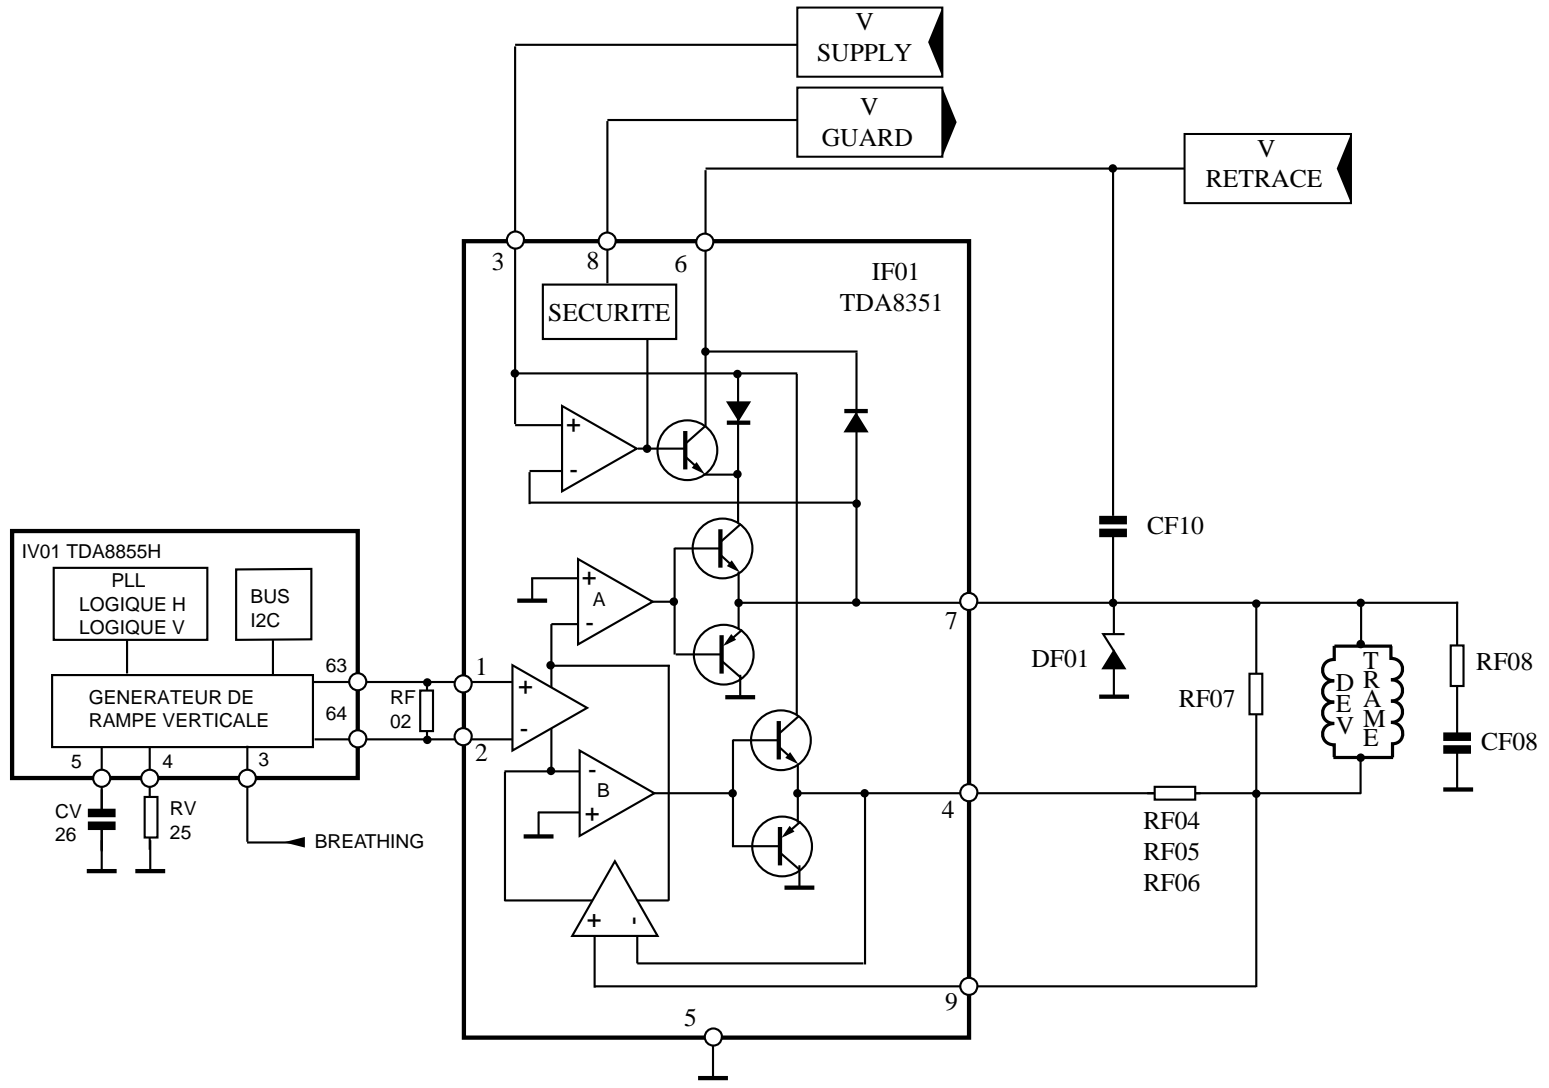 V
SUPPLY
V
GUARD
V
RETRACE
3
8
6
IF01
TDA8351
SECURITE
+
-
CF10
IV01 TDA8855H
PLL
LOGIQUE H
LOGIQUE V
BUS
I2C
+
A
-
7
DF01
RF07
DEV
TRAME
RF08
CF08
63
64
GENERATEUR DE
RAMPE VERTICALE
RF
02
1
2
+
-
5
4
3
CV
26
RV
25
BREATHING
-
B
+
4
RF04
RF05
RF06
+
-
9
5